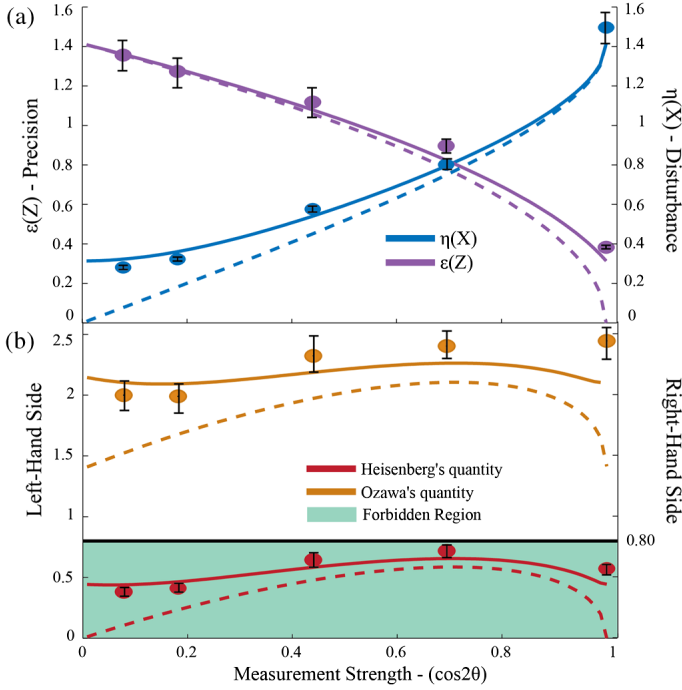 (a)
1.6
1.4
1.2
1
0.8
0.6
0.4
0.2
0
ε(Z) - Precision
1.6
1.4
1.2
1
0.8
0.6
0.4
0.2
0
η(X) - Disturbance
η(X)
ε(Z)
(b)
2.5
2
1.5
1
0.5
0
Left-Hand Side
Right-Hand Side
Heisenberg's quantity
Ozawa's quantity
Forbidden Region
0.80
0 0.2 0.4 0.6 0.8 1
Measurement Strength - (cos2θ)